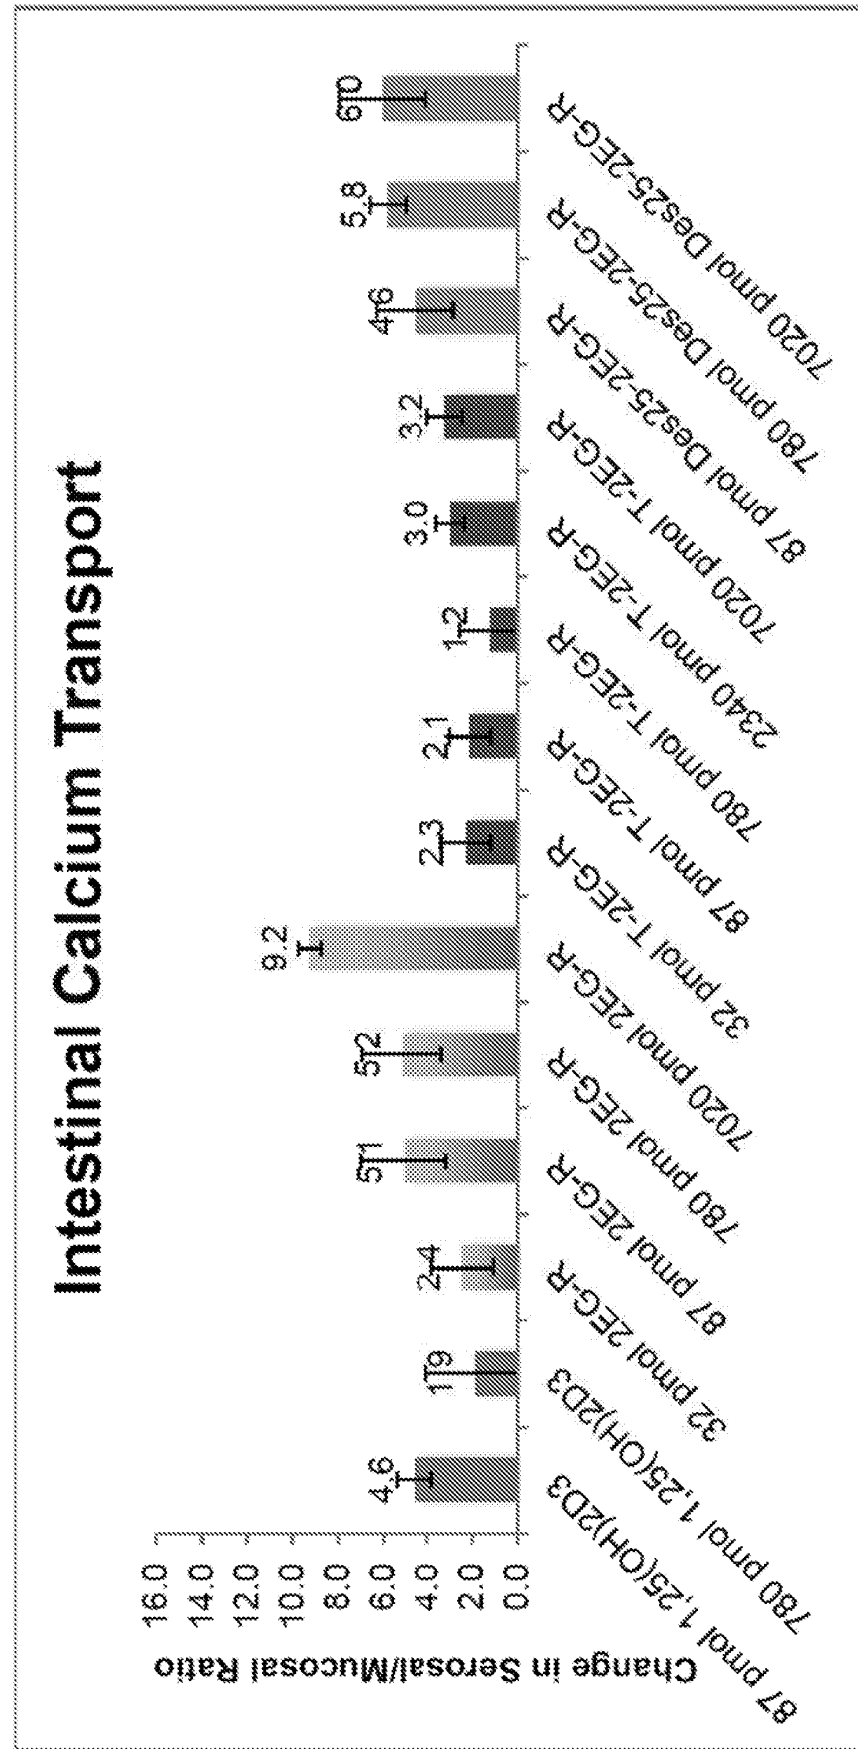 Intestinal Calcium Transport
Change in Serosal/Mucosal Ratio
16.0
14.0
12.0
10.0
8.0
6.0
4.0
2.0
0.0
4.6
1.9
2.4
5.1
5.2
9.2
2.3
2.1
1.2
3.0
3.2
4.6
5.8
6.0
87 pmol 1,25(OH)2D3
780 pmol 1,25(OH)2D3
32 pmol 2EG-R
87 pmol 2EG-R
780 pmol 2EG-R
7020 pmol 2EG-R
32 pmol T-2EG-R
87 pmol T-2EG-R
780 pmol T-2EG-R
2340 pmol T-2EG-R
7020 pmol T-2EG-R
87 pmol Des25-2EG-R
780 pmol Des25-2EG-R
7020 pmol Des25-2EG-R